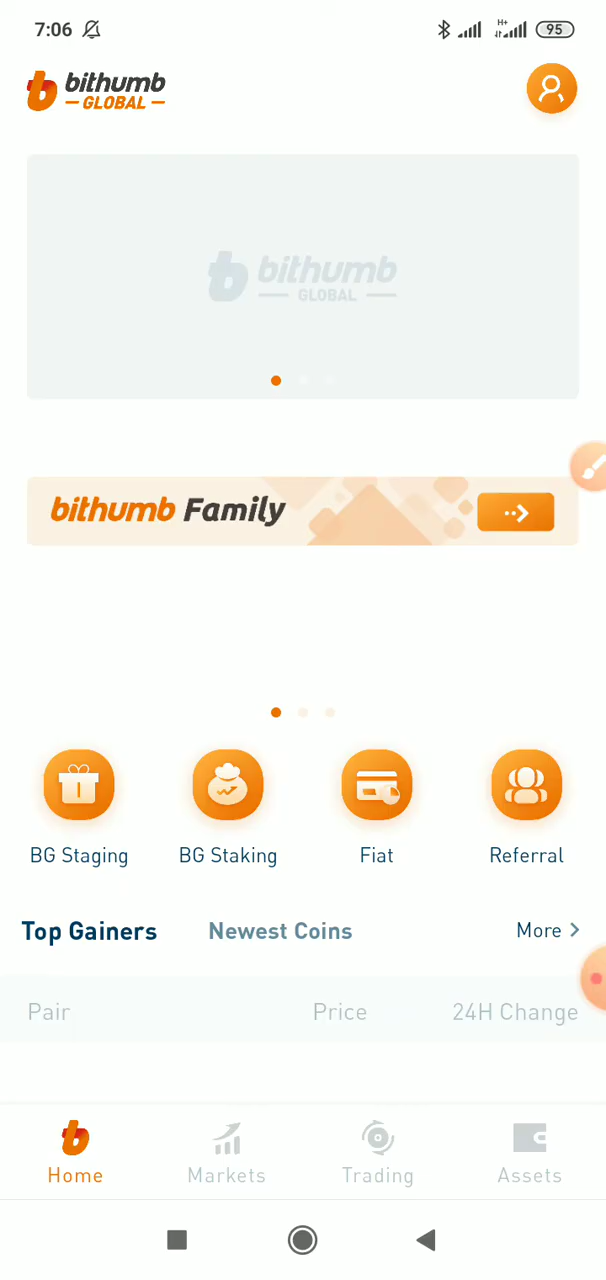 7:06
H+
95
bithumb
GLOBAL
bithumb
GLOBAL
bithumb Family
BG Staging
BG Staking
Fiat
Referral
Top Gainers
Newest Coins
More
Pair
Price
24H Change
Home
Markets
Trading
Assets